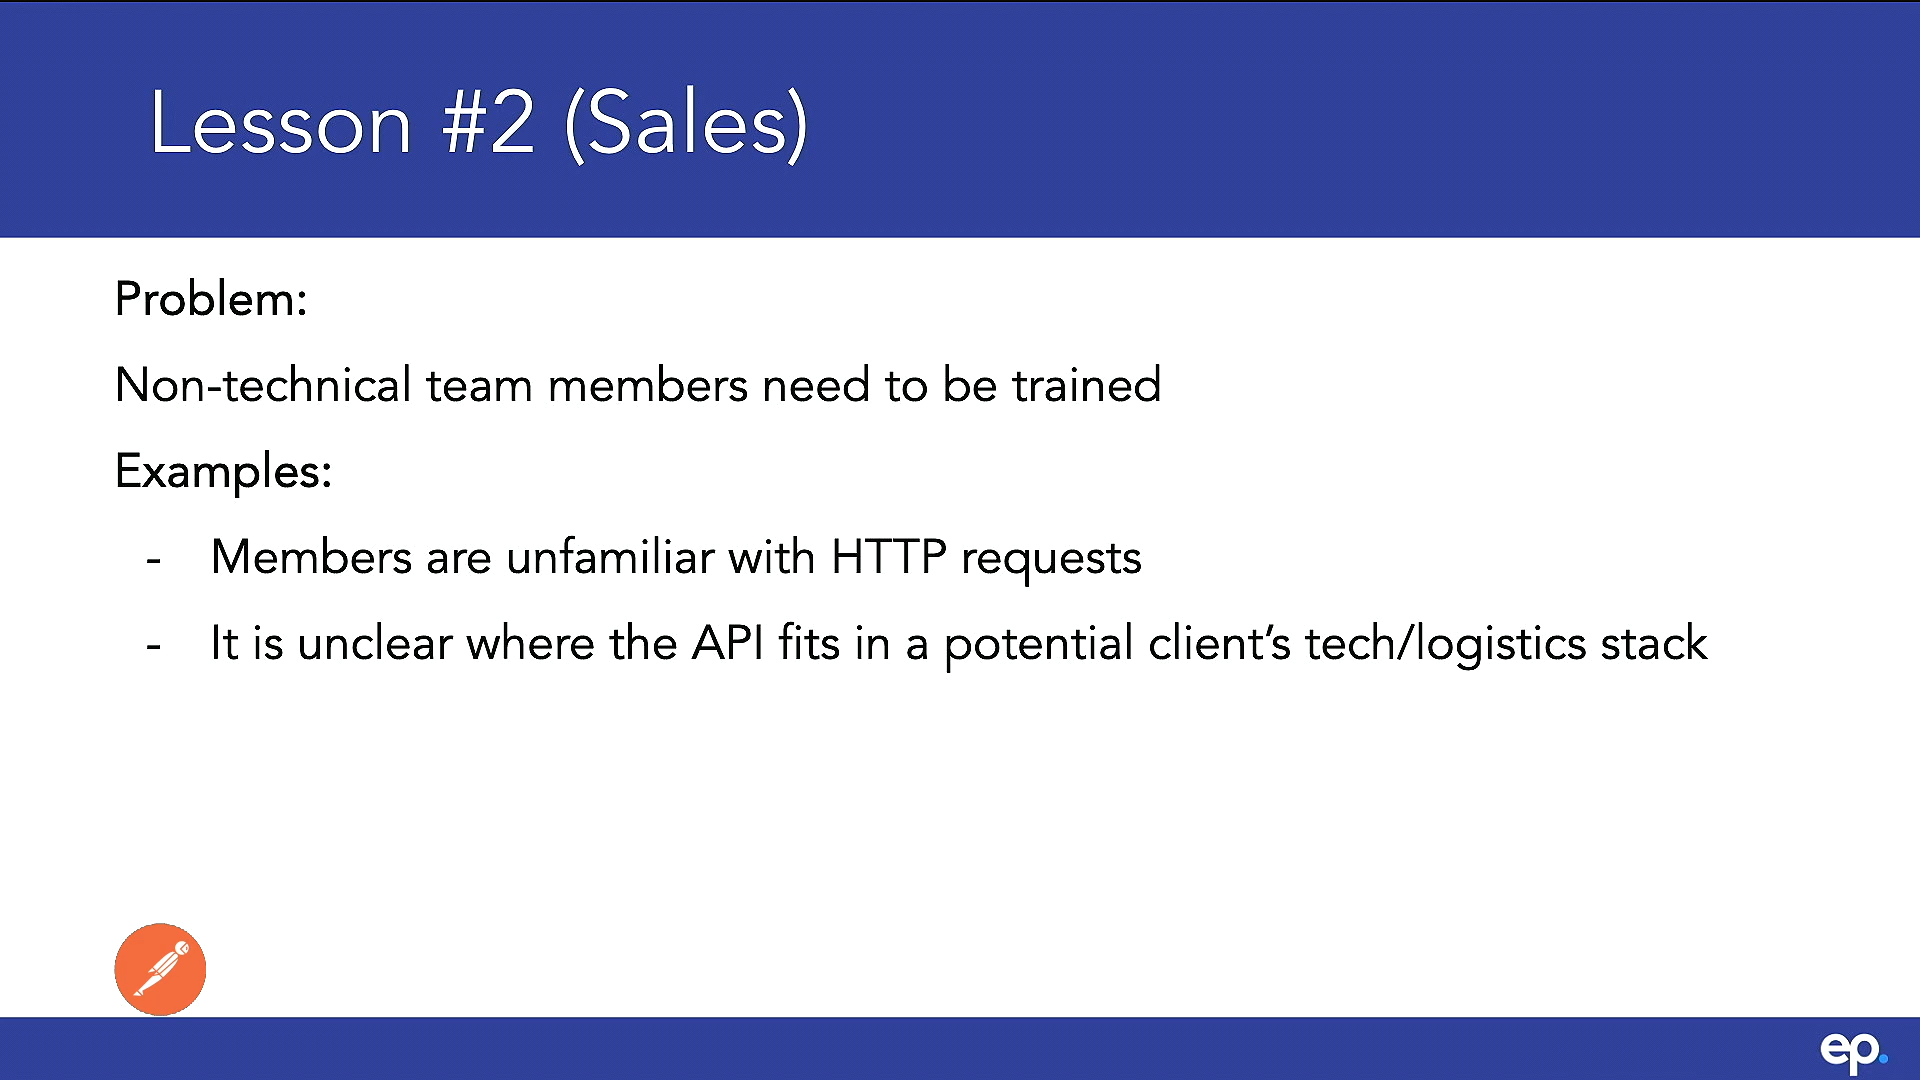 Lesson #2 (Sales)
Problem:
Non-technical team members need to be trained
Examples:
- Members are unfamiliar with HTTP requests
- It is unclear where the API fits in a potential client’s tech/logistics stack
ep.